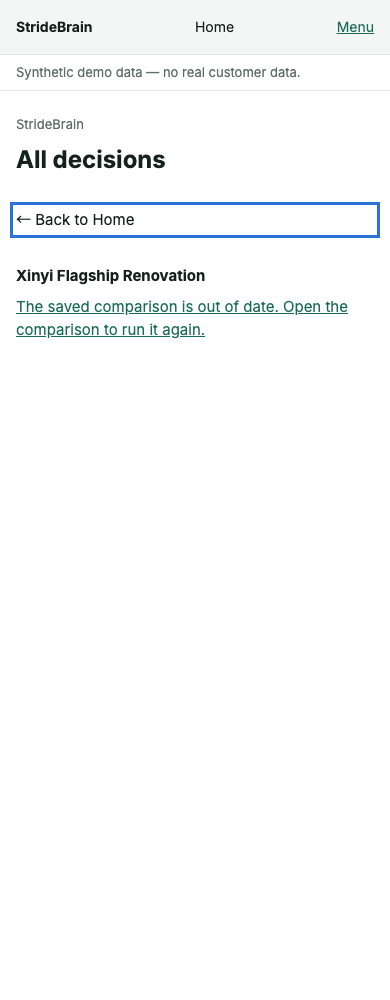 StrideBrain
Home
Menu
Synthetic demo data — no real customer data.
StrideBrain
All decisions
← Back to Home
Xinyi Flagship Renovation
The saved comparison is out of date. Open the
comparison to run it again.